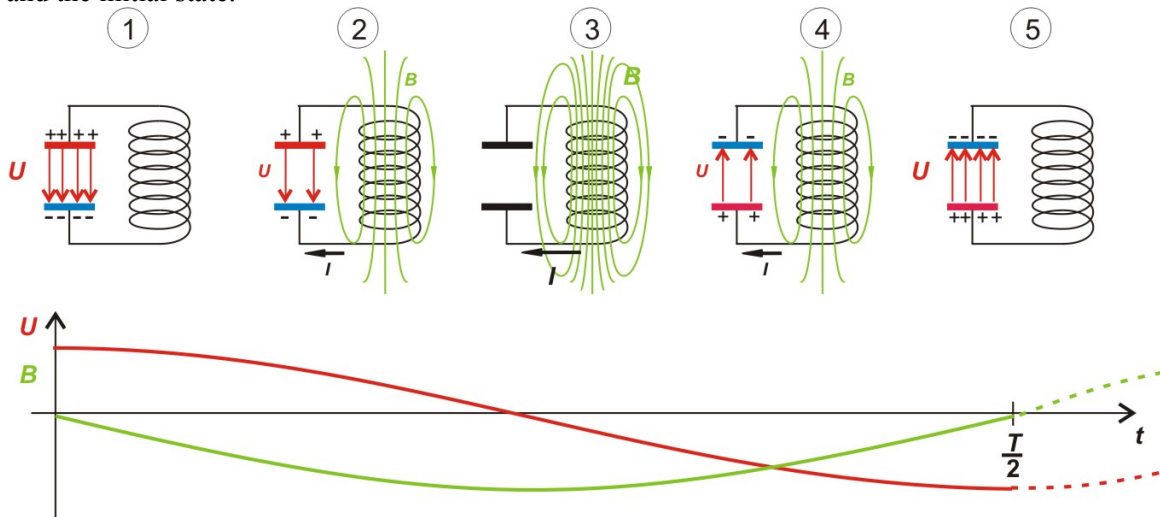 and the initial state.
1 2 3 4 5
B B B
++ ++ + + - - -- --
U U U U
-- -- - - + + ++ ++
I I I
U
B
t
T
2